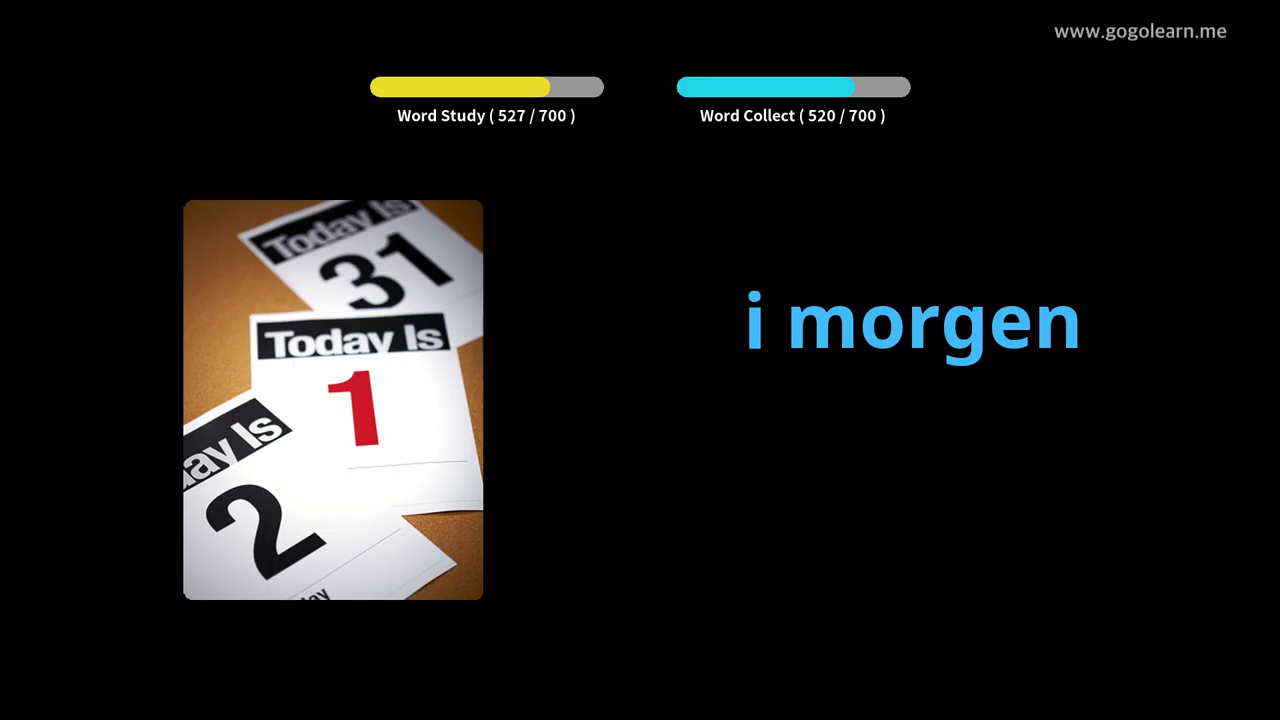 www.gogolearn.me
Word Study ( 527 / 700 )
Word Collect ( 520 / 700 )
Today Is
31
Today Is
1
ay Is
2
ay
i morgen